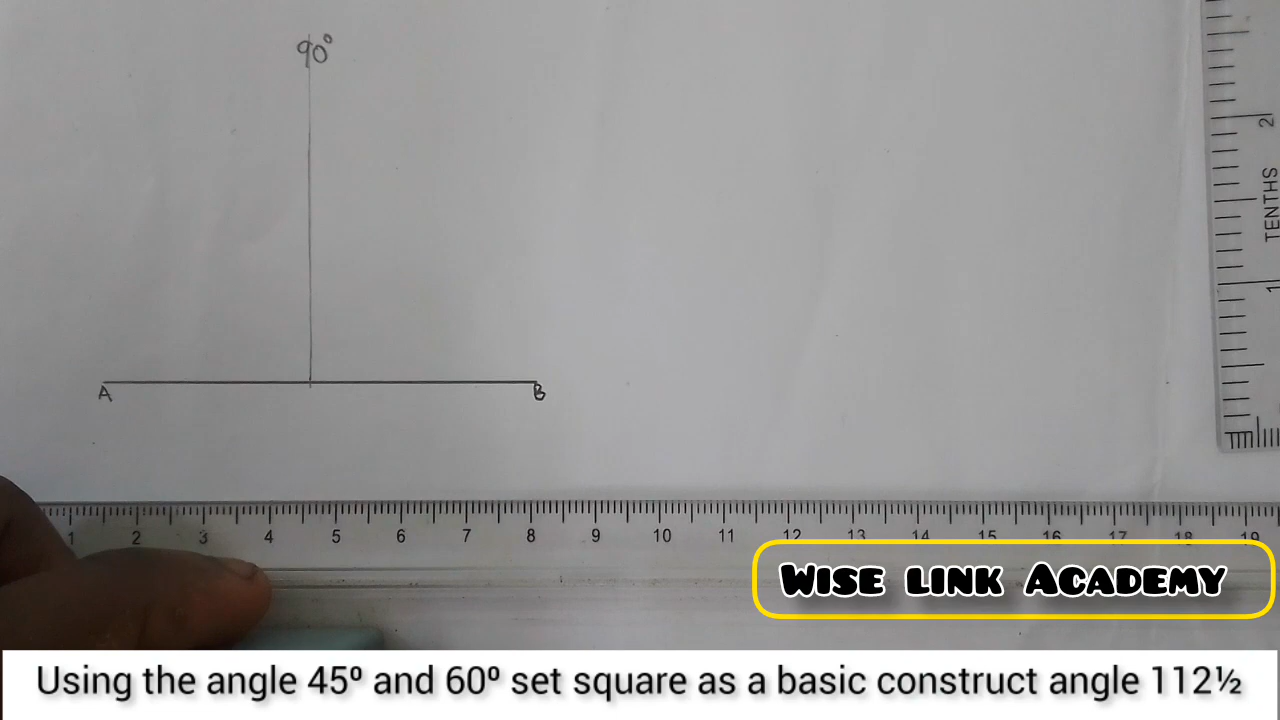 90°
A
B
2
TENTHS
1
1 2 3 4 5 6 7 8 9 10 11 12 13 14 15 16 17 18 19
Wise link Academy
Using the angle 45º and 60º set square as a basic construct angle 112½